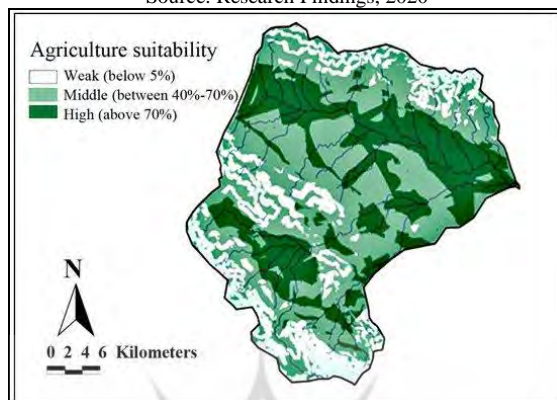 Source: Research Findings, 2020
Agriculture suitability
Weak (below 5%)
Middle (between 40%-70%)
High (above 70%)
N
0 2 4 6 Kilometers